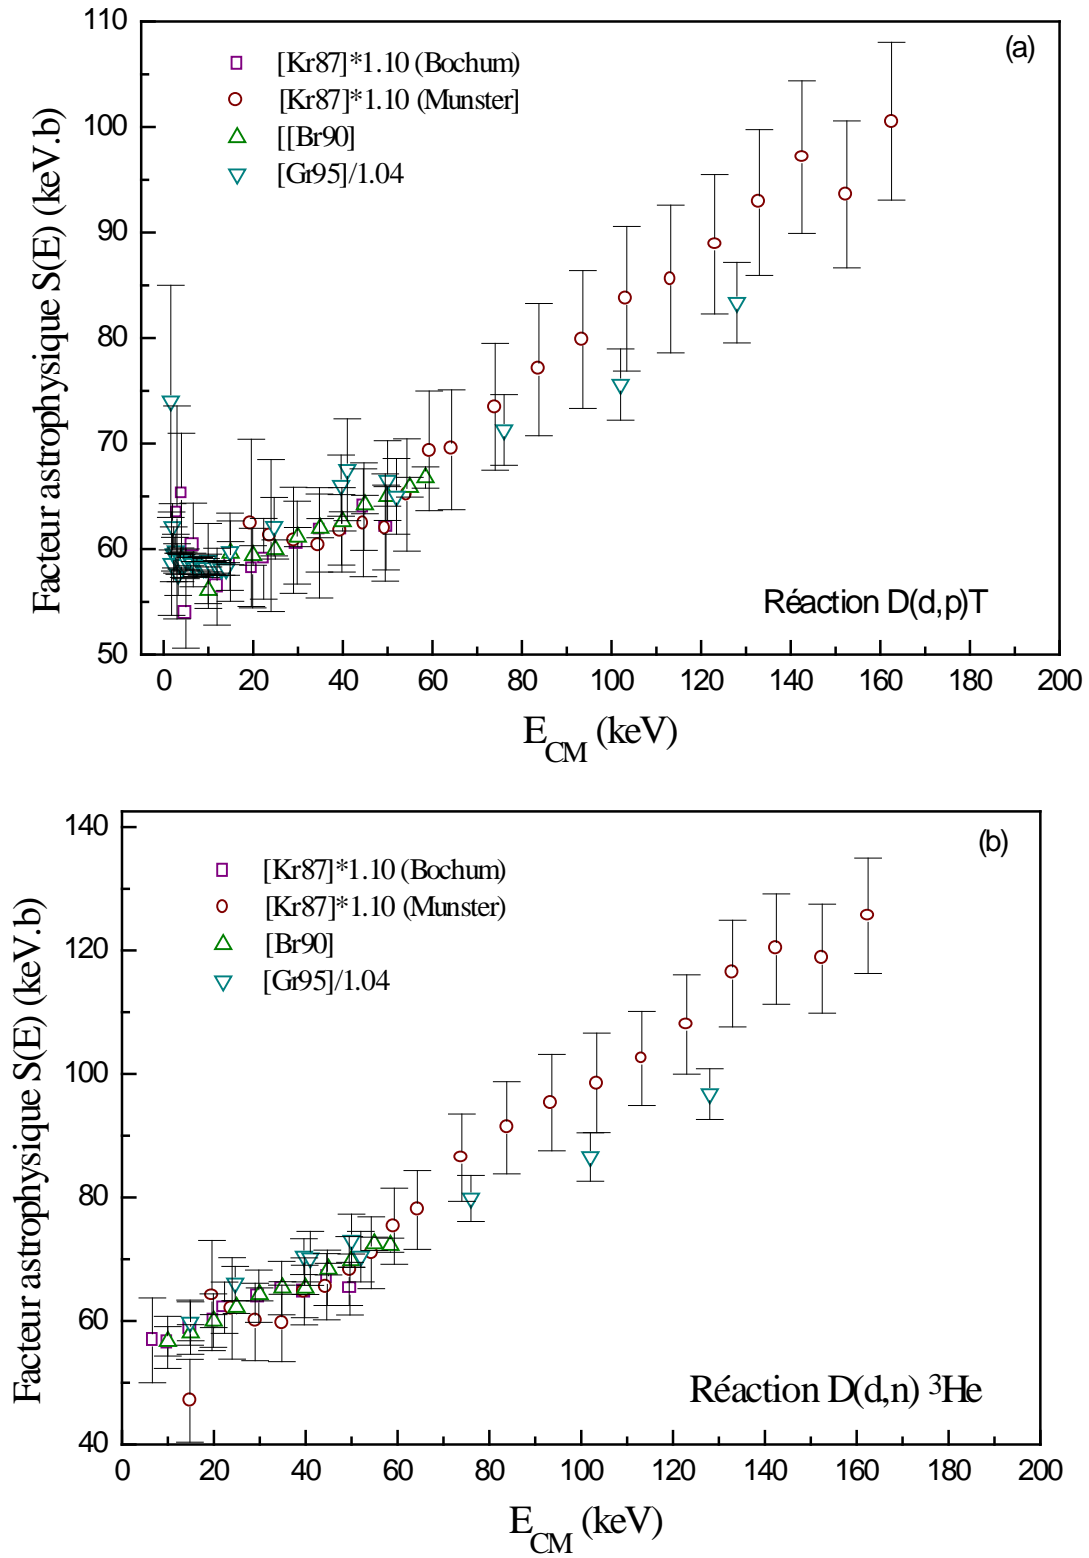 110
100
90
80
70
60
50
Facteur astrophysique S(E) (keV.b)
(a)
[Kr87]*1.10 (Bochum)
[Kr87]*1.10 (Munster]
[[Br90]
[Gr95]/1.04
Réaction D(d,p)T
0 20 40 60 80 100 120 140 160 180 200
E_CM (keV)
140
120
100
80
60
40
Facteur astrophysique S(E) (keV.b)
(b)
[Kr87]*1.10 (Bochum)
[Kr87]*1.10 (Munster)
[Br90]
[Gr95]/1.04
Réaction D(d,n) ³He
0 20 40 60 80 100 120 140 160 180 200
E_CM (keV)